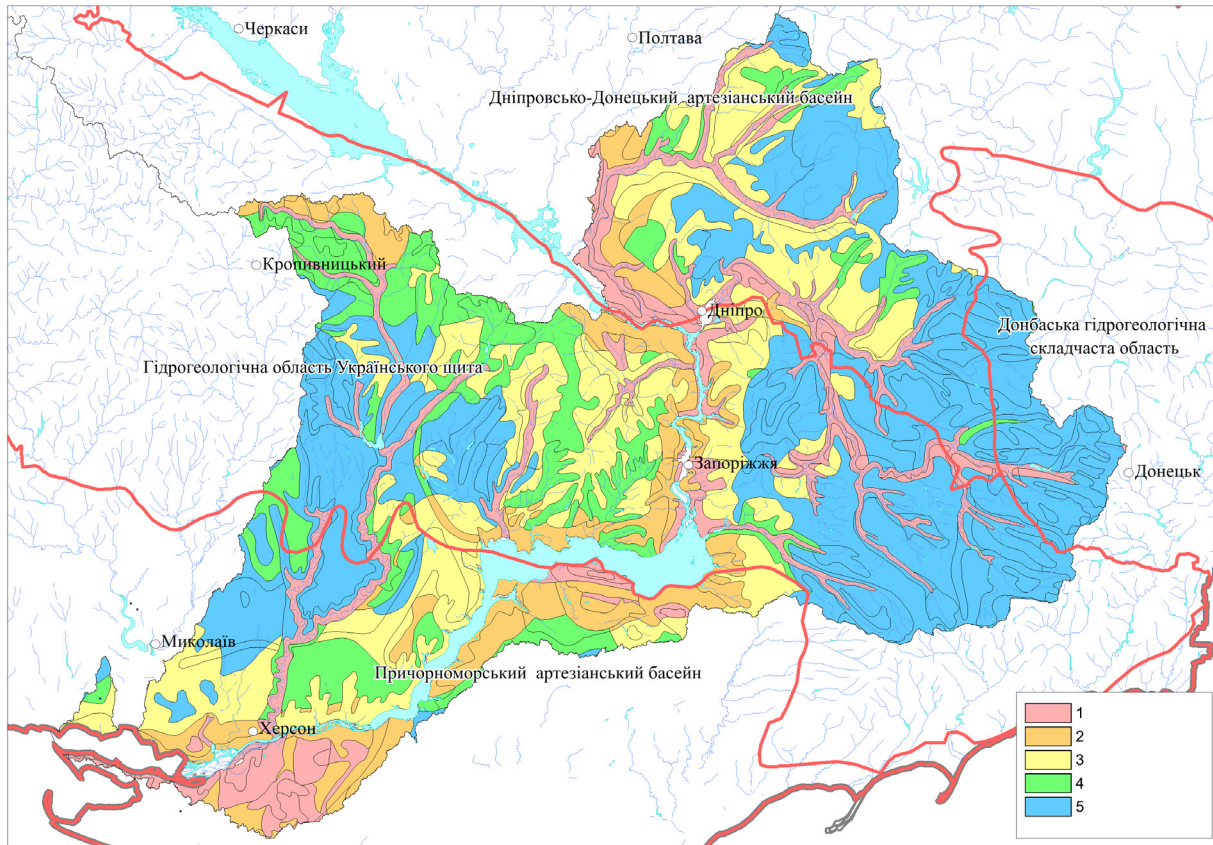 Черкаси
Полтава
Дніпровсько-Донецький артезіанський басейн
Кропивницький
Дніпро
Донбаська гідрогеологічна
складчаста область
Гідрогеологічна область Українського щита
Запоріжжя
Донецьк
Миколаїв
Причорноморський артезіанський басейн
Херсон
1
2
3
4
5